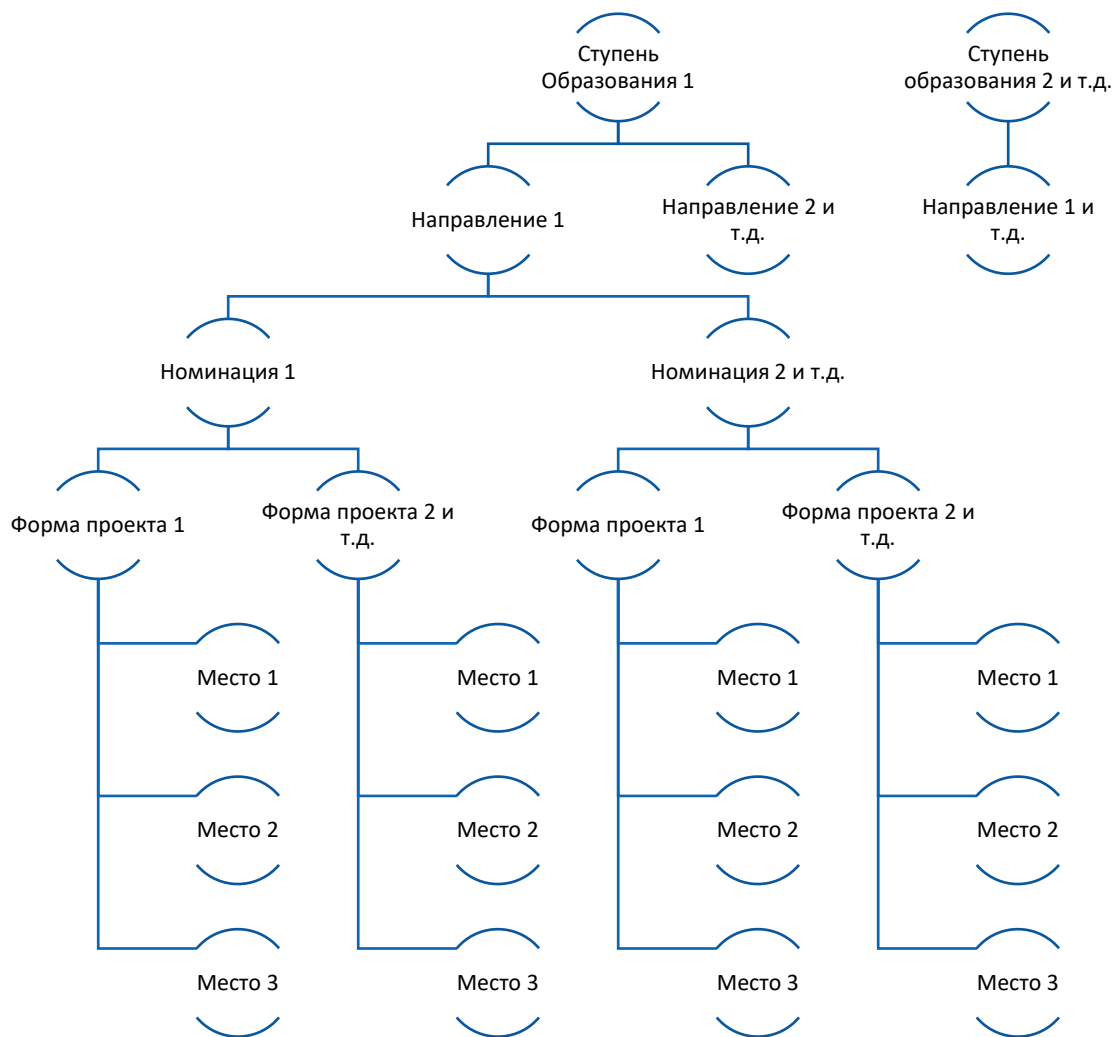 Ступень
Образования 1
Ступень
образования 2 и т.д.
Направление 1
Направление 2 и
т.д.
Направление 1 и
т.д.
Номинация 1
Номинация 2 и т.д.
Форма проекта 1
Форма проекта 2 и
т.д.
Форма проекта 1
Форма проекта 2 и
т.д.
Место 1
Место 1
Место 1
Место 1
Место 2
Место 2
Место 2
Место 2
Место 3
Место 3
Место 3
Место 3